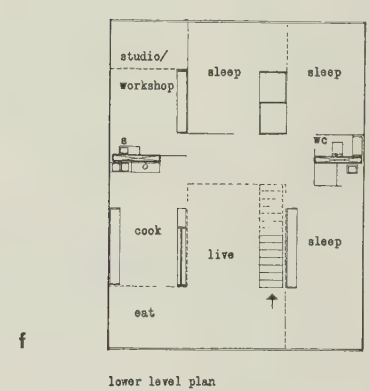 studio/
workshop
sleep
sleep
s
wc
cook
live
sleep
eat
f
lower level plan